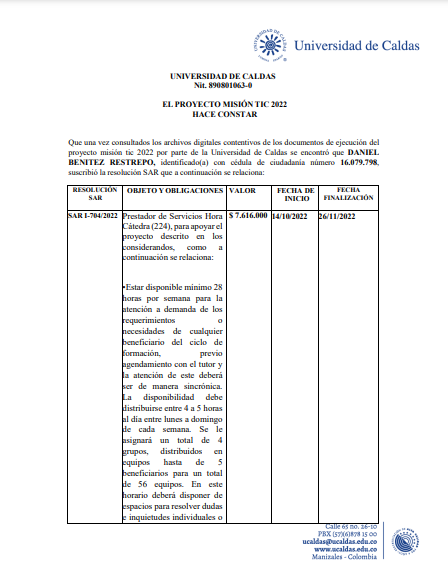 Universidad de Caldas
UNIVERSIDAD DE CALDAS
Nit. 890801063-0
EL PROYECTO MISIÓN TIC 2022
HACE CONSTAR
Que una vez consultados los archivos digitales contentivos de los documentos de ejecución del
proyecto misión tic 2022 por parte de la Universidad de Caldas se encontró que DANIEL
BENITEZ RESTREPO, identificado(a) con cédula de ciudadanía número 16.079.798,
suscribió la resolución SAR que a continuación se relaciona:
RESOLUCIÓN SAR
OBJETO Y OBLIGACIONES
VALOR
FECHA DE INICIO
FECHA FINALIZACIÓN
SAR I-704/2022
Prestador de Servicios Hora
Cátedra (224), para apoyar el
proyecto descrito en los
considerandos, como a
continuación se relaciona:
•Estar disponible mínimo 28
horas por semana para la
atención a demanda de los
requerimientos o
necesidades de cualquier
beneficiario del ciclo de
formación, previo
agendamiento con el tutor y
la atención de este deberá
ser de manera sincrónica.
La disponibilidad debe
distribuirse entre 4 a 5 horas
al día entre lunes a domingo
de cada semana. Se le
asignará un total de 4
grupos, distribuidos en
equipos hasta de 5
beneficiarios para un total
de 56 equipos. En este
horario deberá disponer de
espacios para resolver dudas
e inquietudes individuales o
$ 7.616.000
14/10/2022
26/11/2022
Calle 65 no. 26-10
PBX (57)(6)878 15 00
ucaldas@ucaldas.edu.co
www.ucaldas.edu.co
Manizales - Colombia